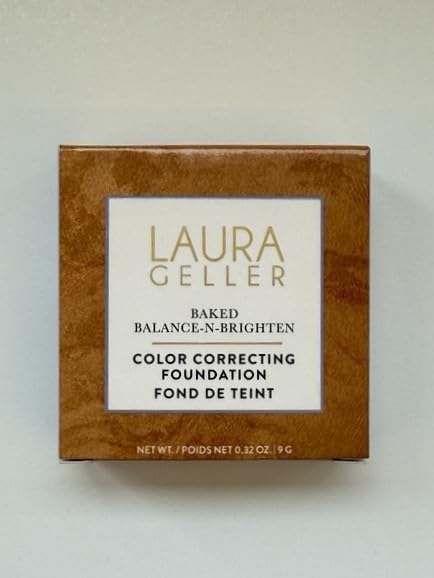 LAURA
GELLER
BAKED
BALANCE-N-BRIGHTEN
COLOR CORRECTING
FOUNDATION
FOND DE TEINT
NET WT. / POIDS NET 0.32 OZ. | 9 G